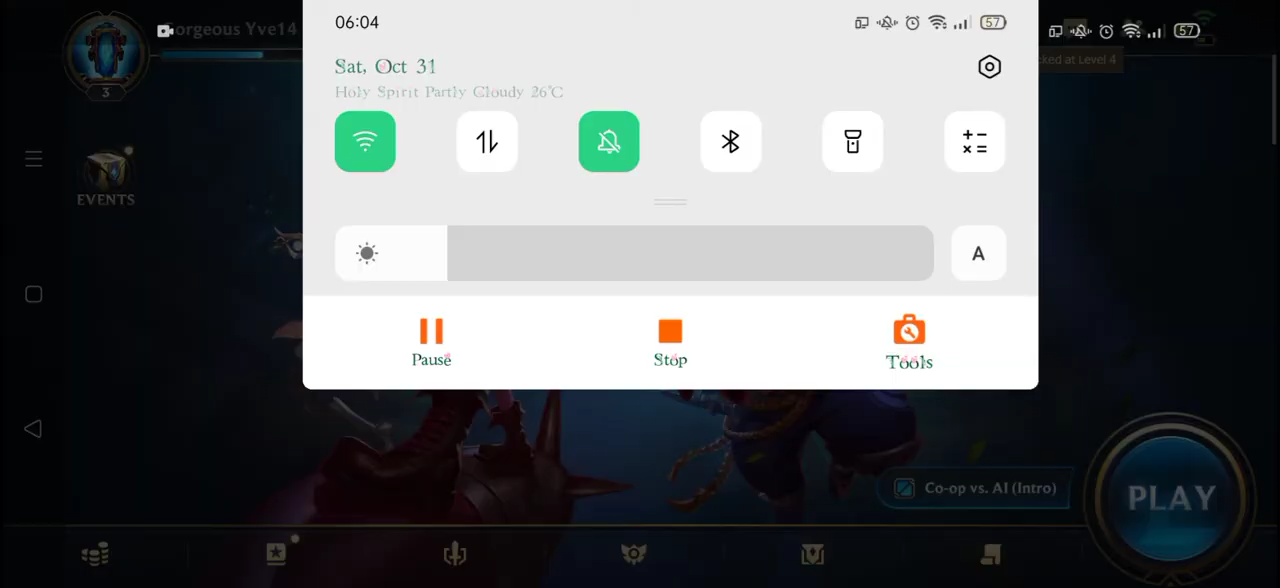 06:04
57
Sat, Oct 31
Holy Spirit Partly Cloudy 26°C
A
Pause
Stop
Tools
orgeous Yve14
57
cked at Level 4
3
EVENTS
Co-op vs. AI (Intro)
PLAY